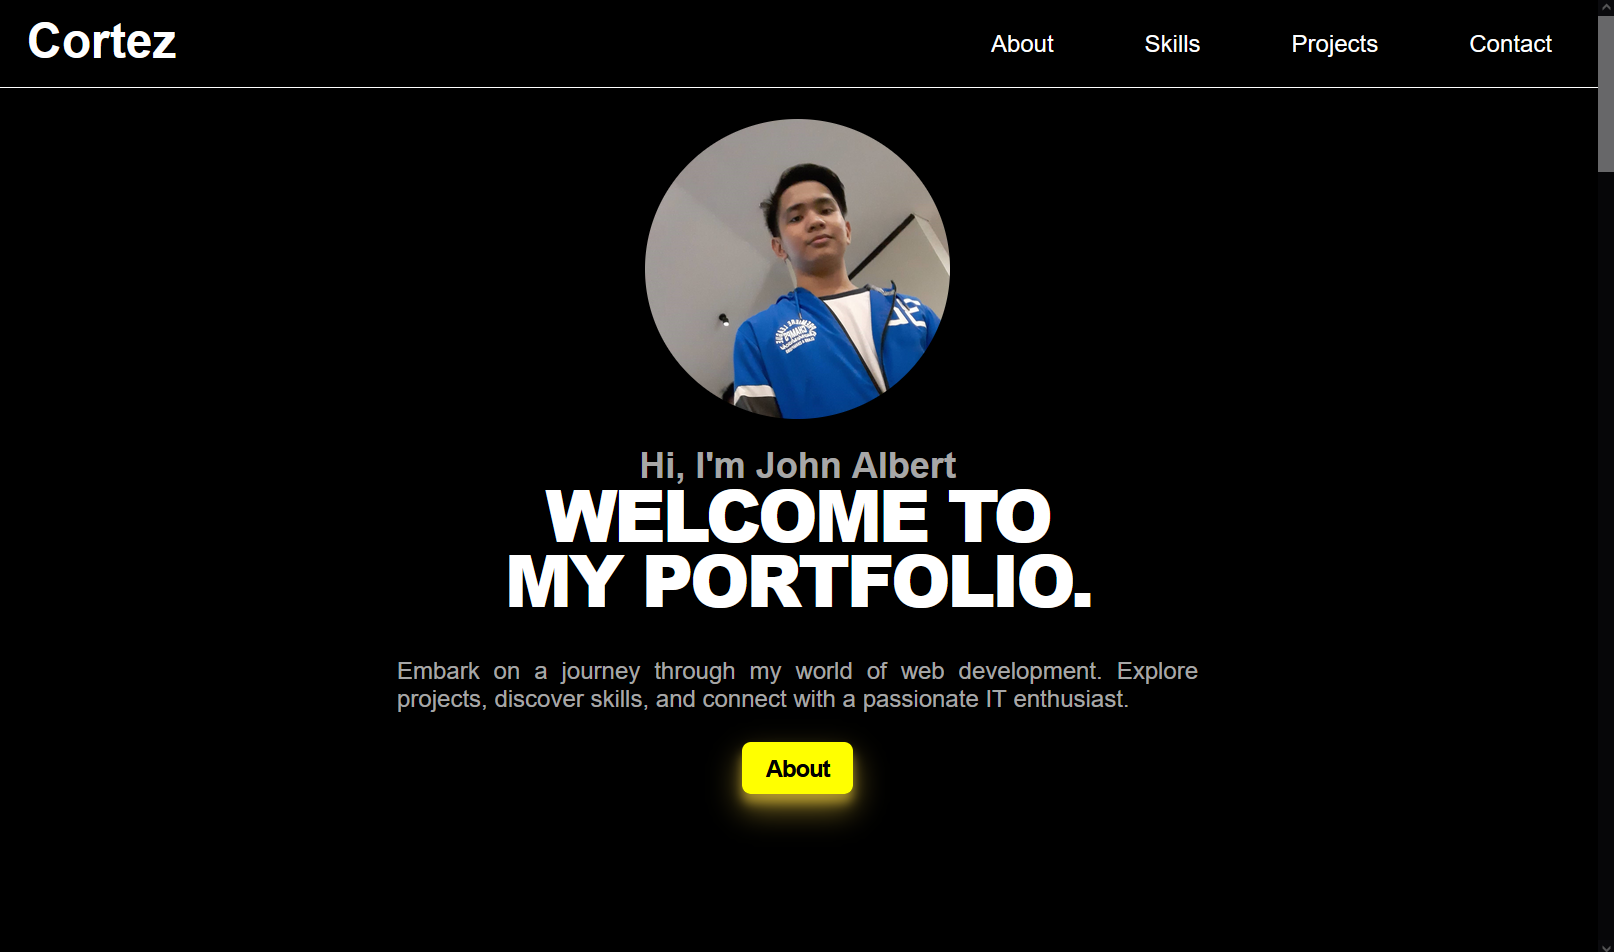 Cortez
About Skills Projects Contact
Hi, I'm John Albert
WELCOME TO
MY PORTFOLIO.
Embark on a journey through my world of web development. Explore
projects, discover skills, and connect with a passionate IT enthusiast.
About